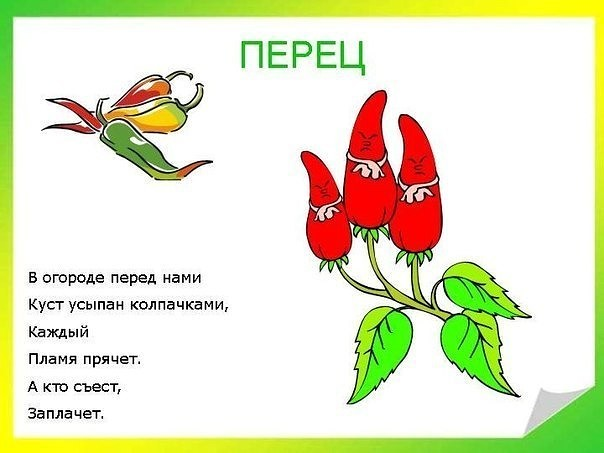 ПЕРЕЦ
В огороде перед нами
Куст усыпан колпачками,
Каждый
Пламя прячет.
А кто съест,
Заплачет.